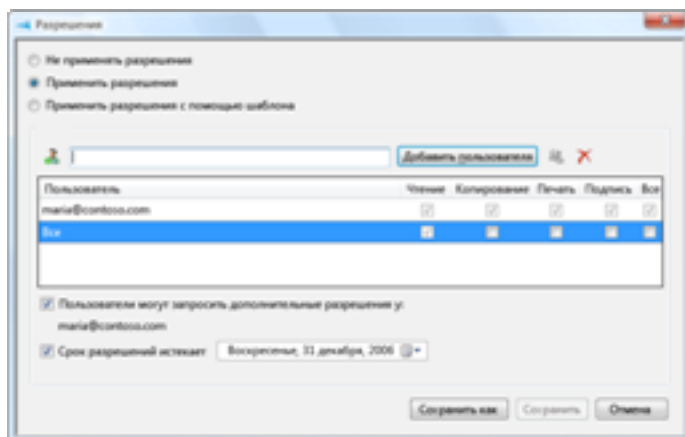 Разрешения
Не применять разрешения
Применить разрешения
Применить разрешения с помощью шаблона
Добавить пользователя
Пользователь Чтение Копирование Печать Подпись Все
maria@contoso.com
Все
Пользователи могут запросить дополнительные разрешения у:
maria@contoso.com
Срок разрешений истекает Воскресенье, 31 декабря, 2006
Сохранить как Сохранить Отмена